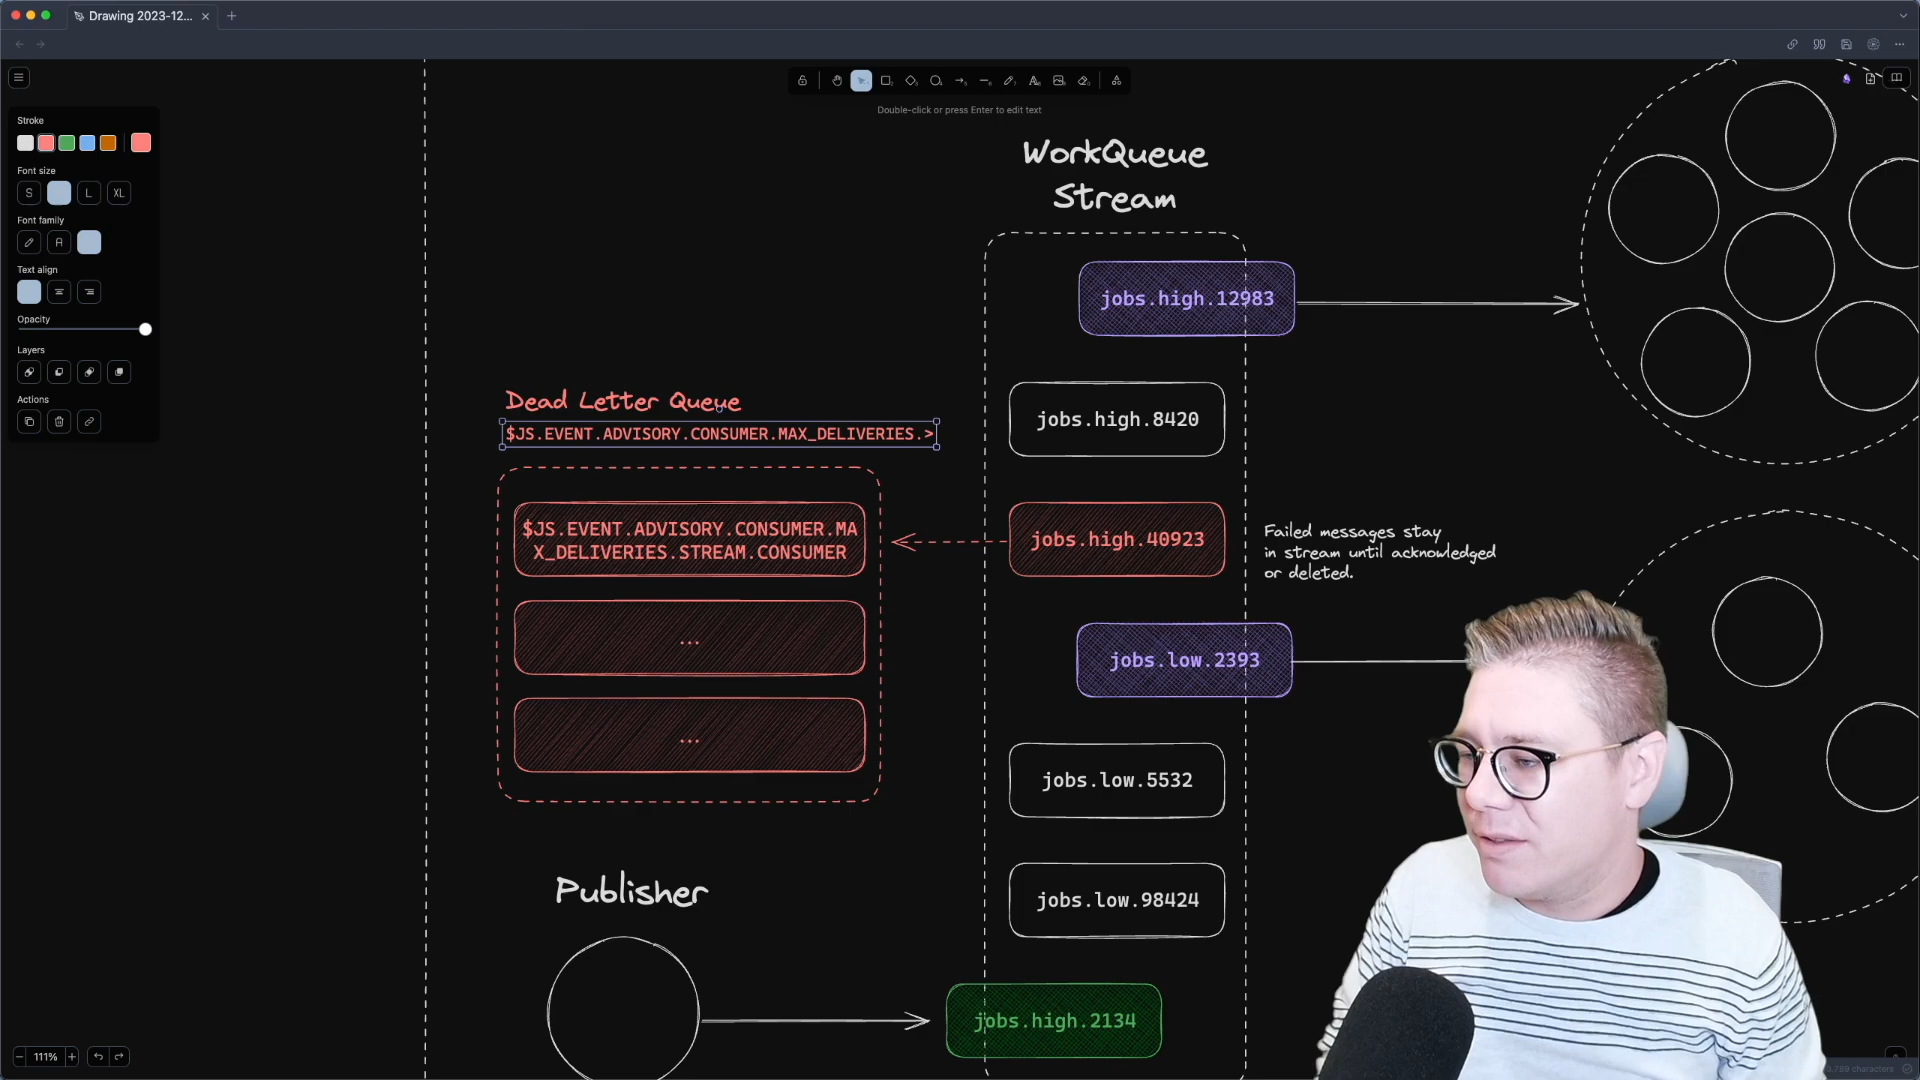 Drawing 2023-12...
Double-click or press Enter to edit text
Stroke
Font size
S
L
XL
Font family
A
Text align
Opacity
Layers
Actions
WorkQueue
Stream
jobs.high.12983
jobs.high.8420
Dead Letter Queue
$JS.EVENT.ADVISORY.CONSUMER.MAX_DELIVERIES.>
$JS.EVENT.ADVISORY.CONSUMER.MA
X_DELIVERIES.STREAM.CONSUMER
...
...
jobs.high.40923
Failed messages stay
in stream until acknowledged
or deleted.
jobs.low.2393
jobs.low.5532
jobs.low.98424
Publisher
jobs.high.2134
111%
characters